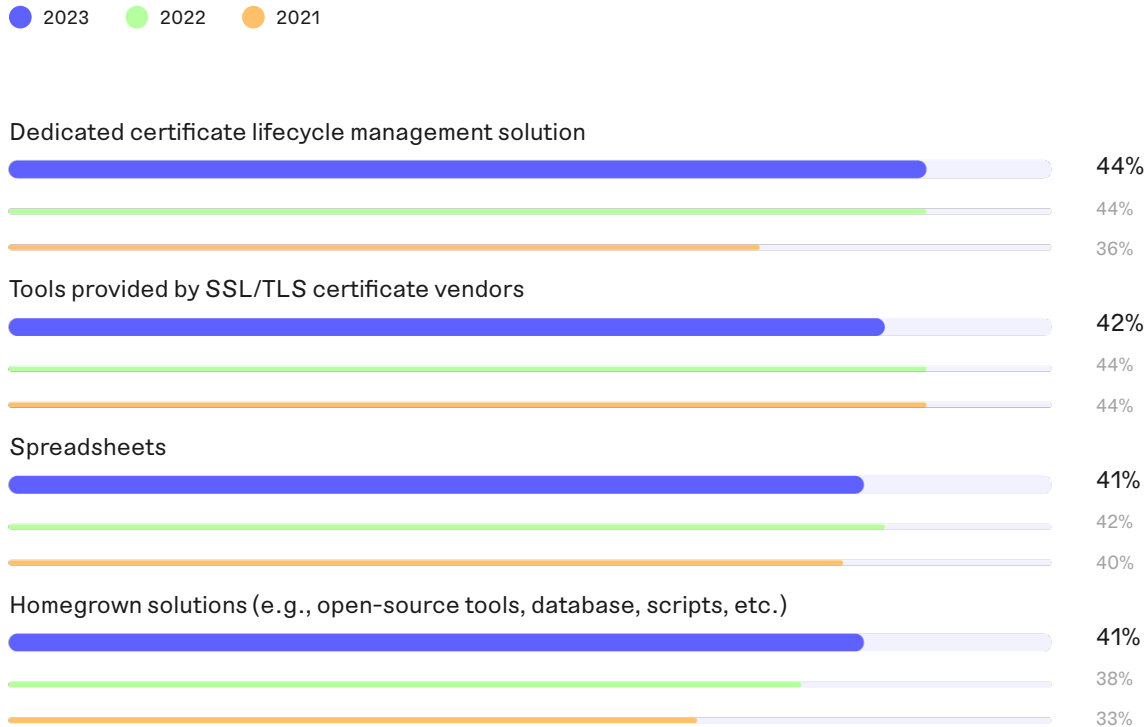 2023 2022 2021
Dedicated certificate lifecycle management solution
44%
44%
36%
Tools provided by SSL/TLS certificate vendors
42%
44%
44%
Spreadsheets
41%
42%
40%
Homegrown solutions (e.g., open-source tools, database, scripts, etc.)
41%
38%
33%